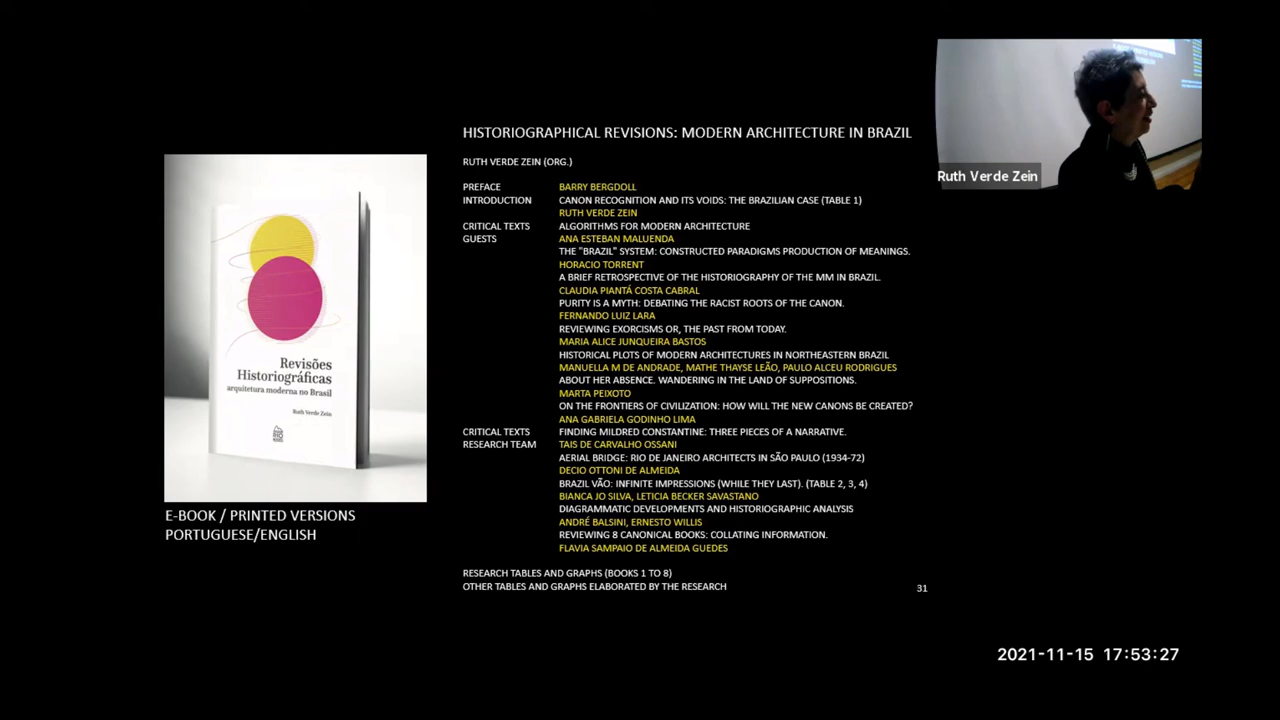 HISTORIOGRAPHICAL REVISIONS: MODERN ARCHITECTURE IN BRAZIL
RUTH VERDE ZEIN (ORG.)
PREFACE BARRY BERGDOLL
INTRODUCTION CANON RECOGNITION AND ITS VOIDS: THE BRAZILIAN CASE (TABLE 1)
RUTH VERDE ZEIN
CRITICAL TEXTS ALGORITHMS FOR MODERN ARCHITECTURE
GUESTS ANA ESTEBAN MALUENDA
THE "BRAZIL" SYSTEM: CONSTRUCTED PARADIGMS PRODUCTION OF MEANINGS.
HORACIO TORRENT
A BRIEF RETROSPECTIVE OF THE HISTORIOGRAPHY OF THE MM IN BRAZIL.
CLAUDIA PIANTÁ COSTA CABRAL
PURITY IS A MYTH: DEBATING THE RACIST ROOTS OF THE CANON.
FERNANDO LUIZ LARA
REVIEWING EXORCISMS OR, THE PAST FROM TODAY.
MARIA ALICE JUNQUEIRA BASTOS
HISTORICAL PLOTS OF MODERN ARCHITECTURES IN NORTHEASTERN BRAZIL
MANUELLA M DE ANDRADE, MATHE THAYSE LEÃO, PAULO ALCEU RODRIGUES
ABOUT HER ABSENCE. WANDERING IN THE LAND OF SUPPOSITIONS.
MARTA PEIXOTO
ON THE FRONTIERS OF CIVILIZATION: HOW WILL THE NEW CANONS BE CREATED?
ANA GABRIELA GODINHO LIMA
CRITICAL TEXTS FINDING MILDRED CONSTANTINE: THREE PIECES OF A NARRATIVE.
RESEARCH TEAM TAIS DE CARVALHO OSSANI
AERIAL BRIDGE: RIO DE JANEIRO ARCHITECTS IN SÃO PAULO (1934-72)
DECIO OTTONI DE ALMEIDA
BRAZIL VÃO: INFINITE IMPRESSIONS (WHILE THEY LAST). (TABLE 2, 3, 4)
BIANCA JO SILVA, LETICIA BECKER SAVASTANO
DIAGRAMMATIC DEVELOPMENTS AND HISTORIOGRAPHIC ANALYSIS
ANDRÉ BALSINI, ERNESTO WILLIS
REVIEWING 8 CANONICAL BOOKS: COLLATING INFORMATION.
FLAVIA SAMPAIO DE ALMEIDA GUEDES
RESEARCH TABLES AND GRAPHS (BOOKS 1 TO 8)
OTHER TABLES AND GRAPHS ELABORATED BY THE RESEARCH
31
Revisões
Historiográficas
arquitetura moderna no Brasil
Ruth Verde Zein
E-BOOK / PRINTED VERSIONS
PORTUGUESE/ENGLISH
Ruth Verde Zein
2021-11-15 17:53:27